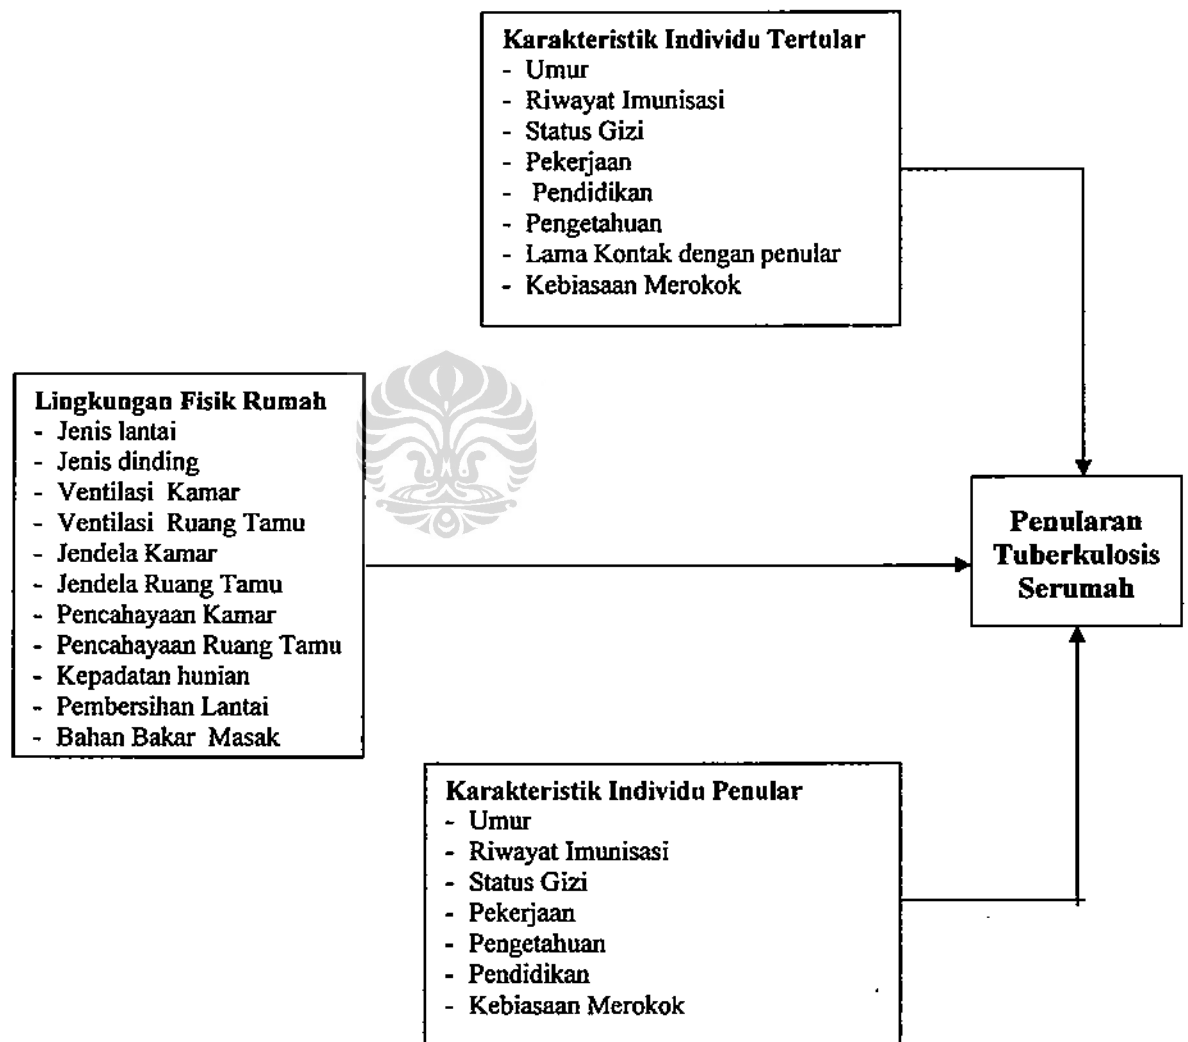 Karakteristik Individu Tertular
- Umur
- Riwayat Imunisasi
- Status Gizi
- Pekerjaan
- Pendidikan
- Pengetahuan
- Lama Kontak dengan penular
- Kebiasaan Merokok
Lingkungan Fisik Rumah
- Jenis lantai
- Jenis dinding
- Ventilasi Kamar
- Ventilasi Ruang Tamu
- Jendela Kamar
- Jendela Ruang Tamu
- Pencahayaan Kamar
- Pencahayaan Ruang Tamu
- Kepadatan hunian
- Pembersihan Lantai
- Bahan Bakar Masak
Penularan
Tuberkulosis
Serumah
Karakteristik Individu Penular
- Umur
- Riwayat Imunisasi
- Status Gizi
- Pekerjaan
- Pengetahuan
- Pendidikan
- Kebiasaan Merokok